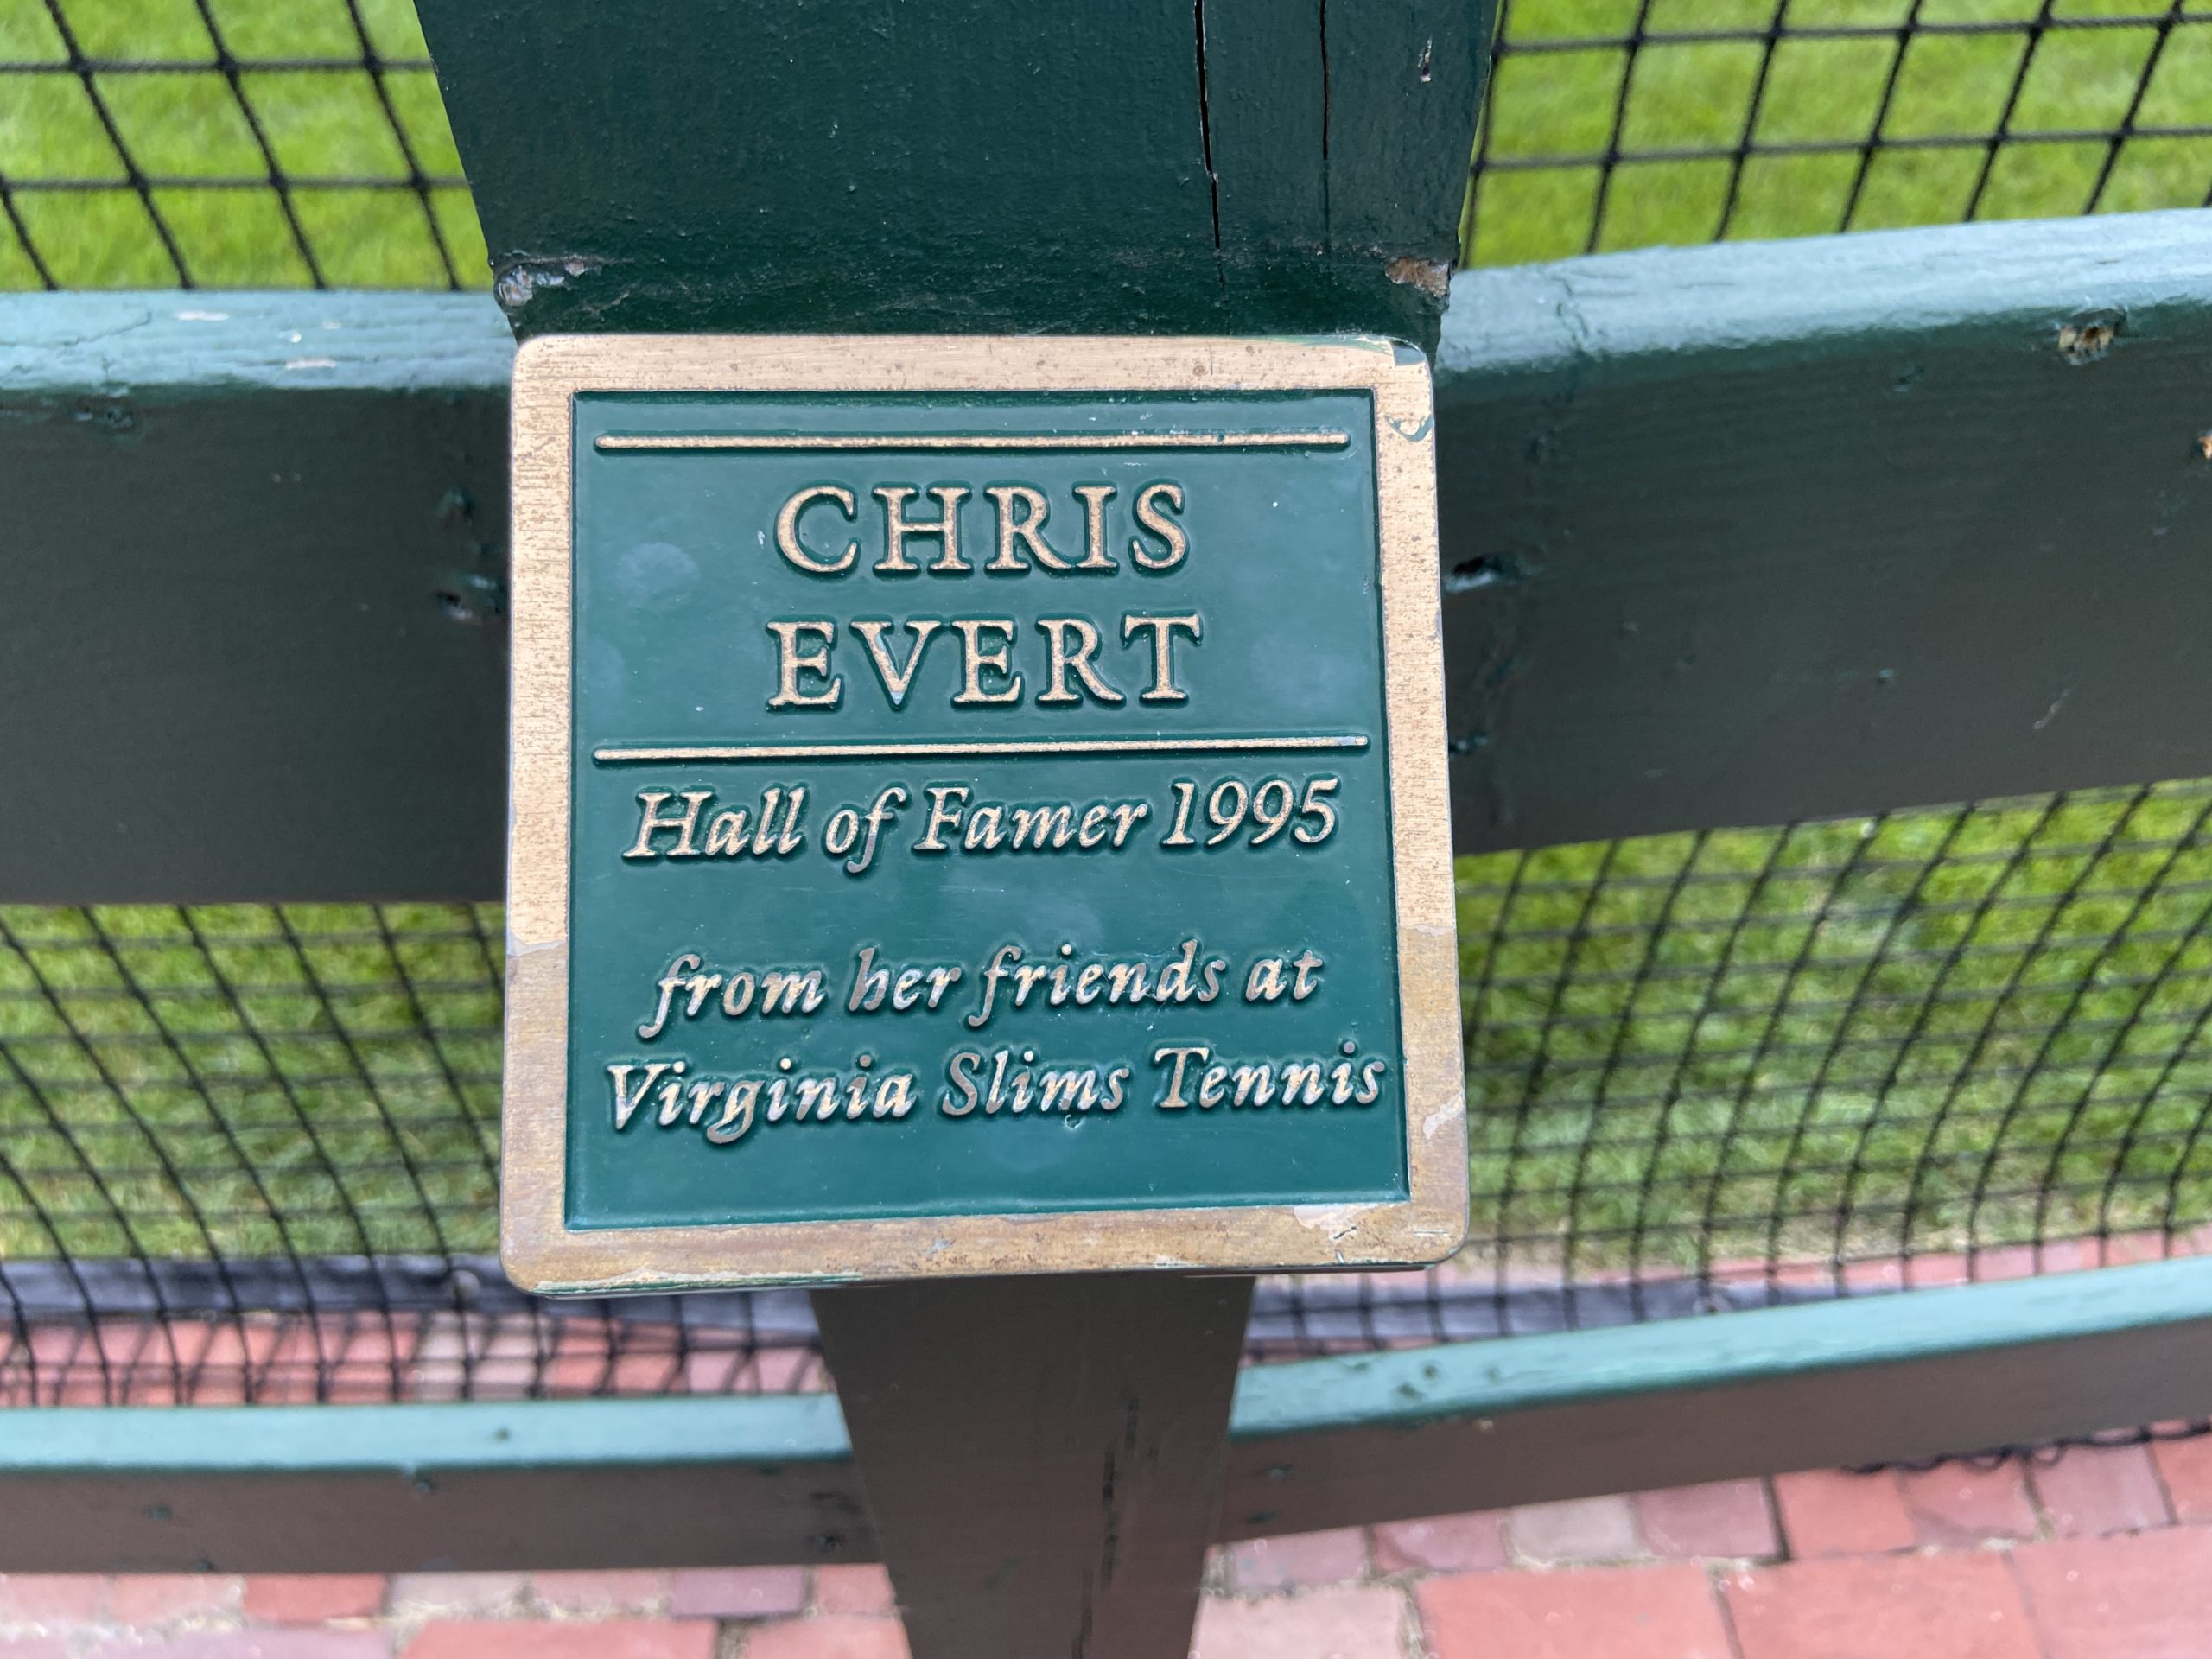 CHRIS
EVERT
Hall of Famer 1995
from her friends at
Virginia Slims Tennis